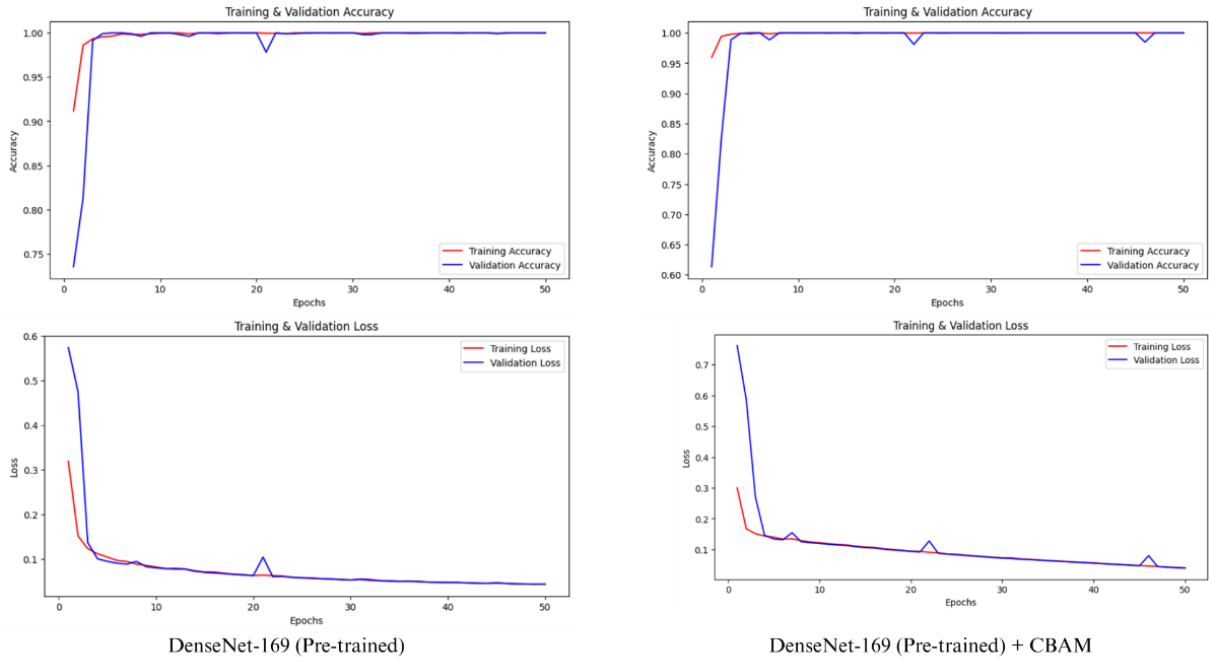 Training & Validation Accuracy
1.00
0.95
0.90
0.85
0.80
0.75
Accuracy
Training Accuracy
Validation Accuracy
0 10 20 30 40 50
Epochs
Training & Validation Accuracy
1.00
0.95
0.90
0.85
0.80
0.75
0.70
0.65
0.60
Accuracy
Training Accuracy
Validation Accuracy
0 10 20 30 40 50
Epochs
Training & Validation Loss
0.6
0.5
0.4
0.3
0.2
0.1
Loss
Training Loss
Validation Loss
0 10 20 30 40 50
Epochs
Training & Validation Loss
0.7
0.6
0.5
0.4
0.3
0.2
0.1
Loss
Training Loss
Validation Loss
0 10 20 30 40 50
Epochs
DenseNet-169 (Pre-trained)
DenseNet-169 (Pre-trained) + CBAM